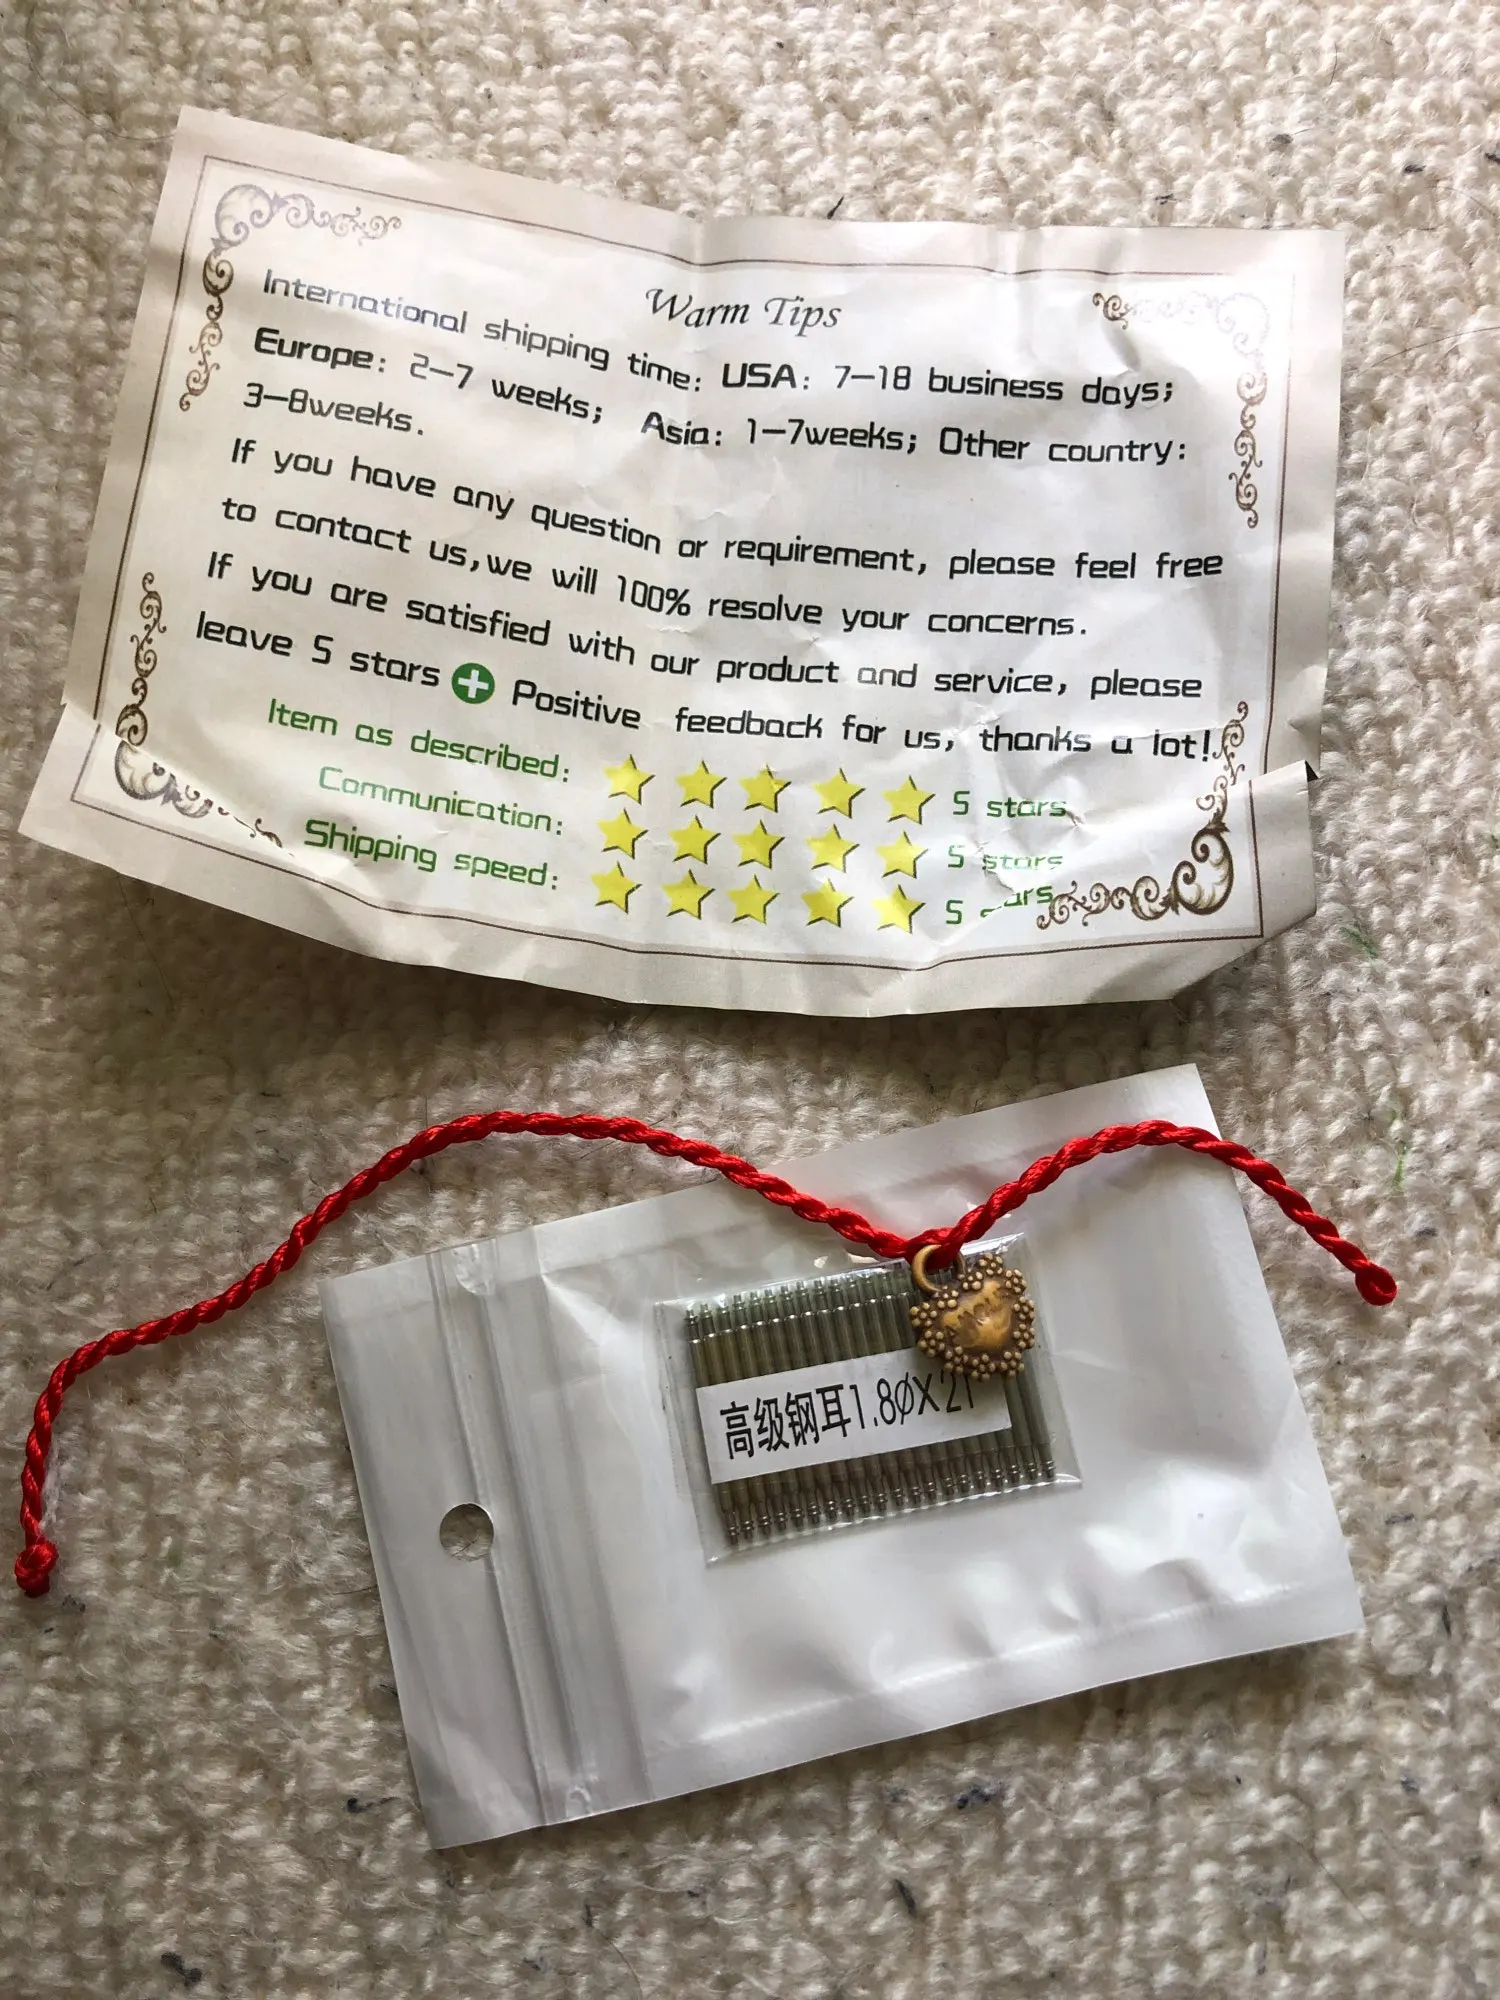 Warm Tips
International shipping time: USA: 7-18 business days;
Europe: 2-7 weeks; Asia: 1-7weeks; Other country:
3-8weeks.
If you have any question or requirement, please feel free
to contact us,we will 100% resolve your concerns.
If you are satisfied with our product and service, please
leave 5 stars + Positive feedback for us, thanks a lot!
Item as described: 5 stars
Communication: 5 stars
Shipping speed: 5 stars
高级钢耳1.8ØX21